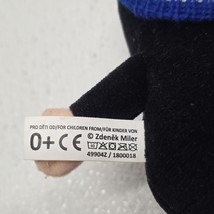 PRO DĚTI OD/FOR CHILDREN FROM/FÜR KINDER VON
0+ CE
© Zdeněk Miler
49904Z / 1800018